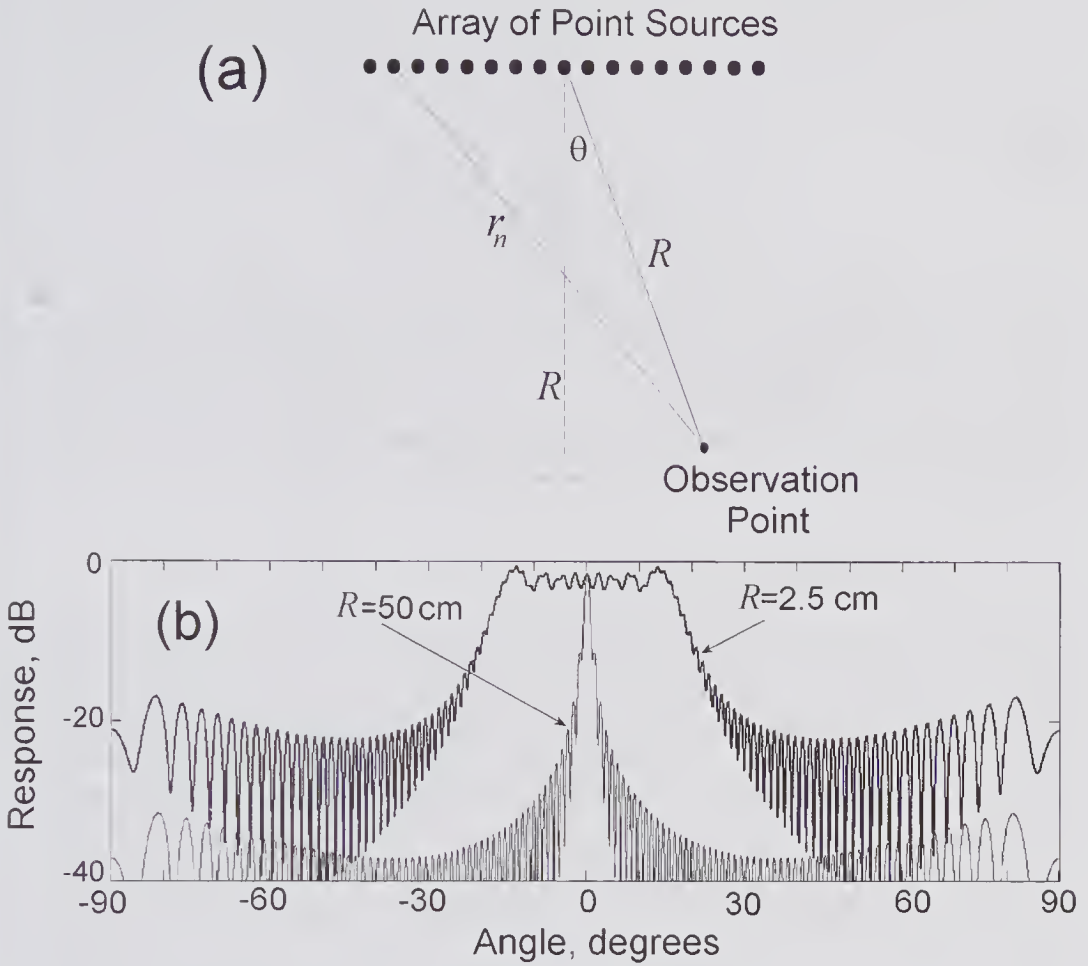 Array of Point Sources
(a)
θ
r_n
R
R
Observation
Point
0
(b)
R=50 cm
R=2.5 cm
Response, dB
-20
-40
-90
-60
-30
0
30
60
90
Angle, degrees